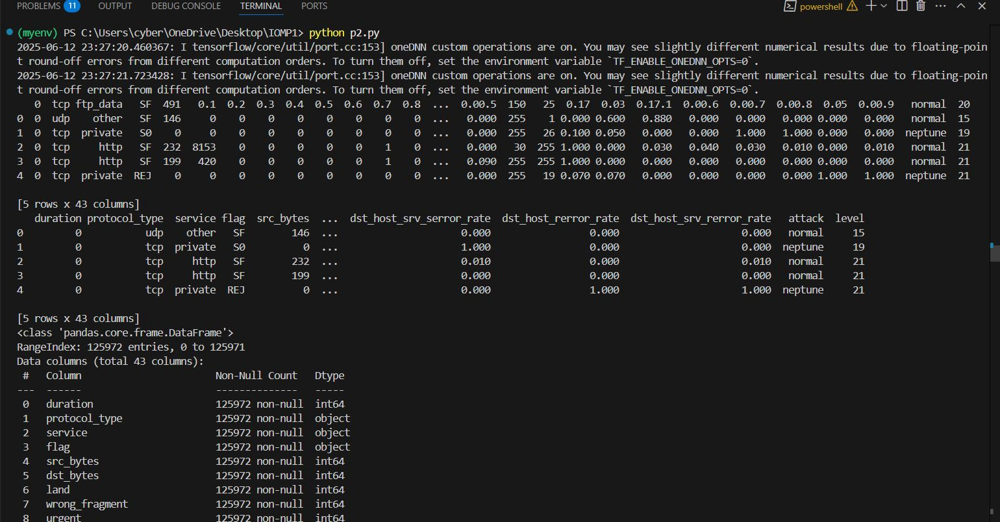 PROBLEMS 11 OUTPUT DEBUG CONSOLE TERMINAL PORTS powershell
(myenv) PS C:\Users\cyber\OneDrive\Desktop\IOMP1> python p2.py
2025-06-12 23:27:20.460367: I tensorflow/core/util/port.cc:153] oneDNN custom operations are on. You may see slightly different numerical results due to floating-poin
t round-off errors from different computation orders. To turn them off, set the environment variable `TF_ENABLE_ONEDNN_OPTS=0`.
2025-06-12 23:27:21.723428: I tensorflow/core/util/port.cc:153] oneDNN custom operations are on. You may see slightly different numerical results due to floating-poin
t round-off errors from different computation orders. To turn them off, set the environment variable `TF_ENABLE_ONEDNN_OPTS=0`.
   0  tcp ftp_data   SF  491   0.1  0.2  0.3  0.4  0.5  0.6  0.7  0.8  ...  0.00.5  150   25  0.17  0.03  0.17.1  0.00.6  0.00.7  0.00.8  0.05  0.00.9   normal  20
0  0  udp    other   SF  146     0    0    0    0    0    0    0    0  ...   0.000  255    1 0.000 0.600   0.880   0.000   0.000   0.000 0.000   0.000   normal  15
1  0  tcp  private   S0    0     0    0    0    0    0    0    0    0  ...   0.000  255   26 0.100 0.050   0.000   0.000   1.000   1.000 0.000   0.000  neptune  19
2  0  tcp     http   SF  232  8153    0    0    0    0    0    1    0  ...   0.000   30  255 1.000 0.000   0.030   0.040   0.030   0.010 0.000   0.010   normal  21
3  0  tcp     http   SF  199   420    0    0    0    0    0    1    0  ...   0.090  255  255 1.000 0.000   0.000   0.000   0.000   0.000 0.000   0.000   normal  21
4  0  tcp  private  REJ    0     0    0    0    0    0    0    0    0  ...   0.000  255   19 0.070 0.070   0.000   0.000   0.000   0.000 1.000   1.000  neptune  21
[5 rows x 43 columns]
   duration protocol_type  service flag  src_bytes  ...  dst_host_srv_serror_rate  dst_host_rerror_rate  dst_host_srv_rerror_rate   attack  level
0         0           udp    other   SF        146  ...                     0.000                 0.000                     0.000   normal     15
1         0           tcp  private   S0          0  ...                     1.000                 0.000                     0.000  neptune     19
2         0           tcp     http   SF        232  ...                     0.010                 0.000                     0.010   normal     21
3         0           tcp     http   SF        199  ...                     0.000                 0.000                     0.000   normal     21
4         0           tcp  private  REJ          0  ...                     0.000                 1.000                     1.000  neptune     21
[5 rows x 43 columns]
<class 'pandas.core.frame.DataFrame'>
RangeIndex: 125972 entries, 0 to 125971
Data columns (total 43 columns):
 #   Column                       Non-Null Count   Dtype
---  ------                       --------------   -----
 0   duration                     125972 non-null  int64
 1   protocol_type                125972 non-null  object
 2   service                      125972 non-null  object
 3   flag                         125972 non-null  object
 4   src_bytes                    125972 non-null  int64
 5   dst_bytes                    125972 non-null  int64
 6   land                         125972 non-null  int64
 7   wrong_fragment               125972 non-null  int64
 8   urgent                       125972 non-null  int64